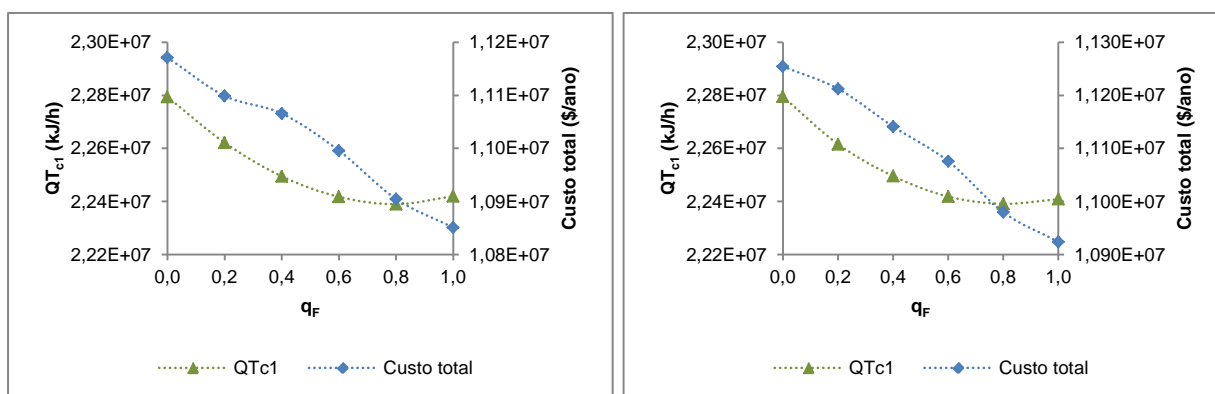 QTc1 (kJ/h)
2,30E+07
2,28E+07
2,26E+07
2,24E+07
2,22E+07
1,12E+07
1,11E+07
1,10E+07
1,09E+07
1,08E+07
Custo total ($/ano)
0,0 0,2 0,4 0,6 0,8 1,0
qF
QTc1 Custo total
QTc1 (kJ/h)
2,30E+07
2,28E+07
2,26E+07
2,24E+07
2,22E+07
1,130E+07
1,120E+07
1,110E+07
1,100E+07
1,090E+07
Custo total ($/ano)
0,0 0,2 0,4 0,6 0,8 1,0
qF
QTc1 Custo total